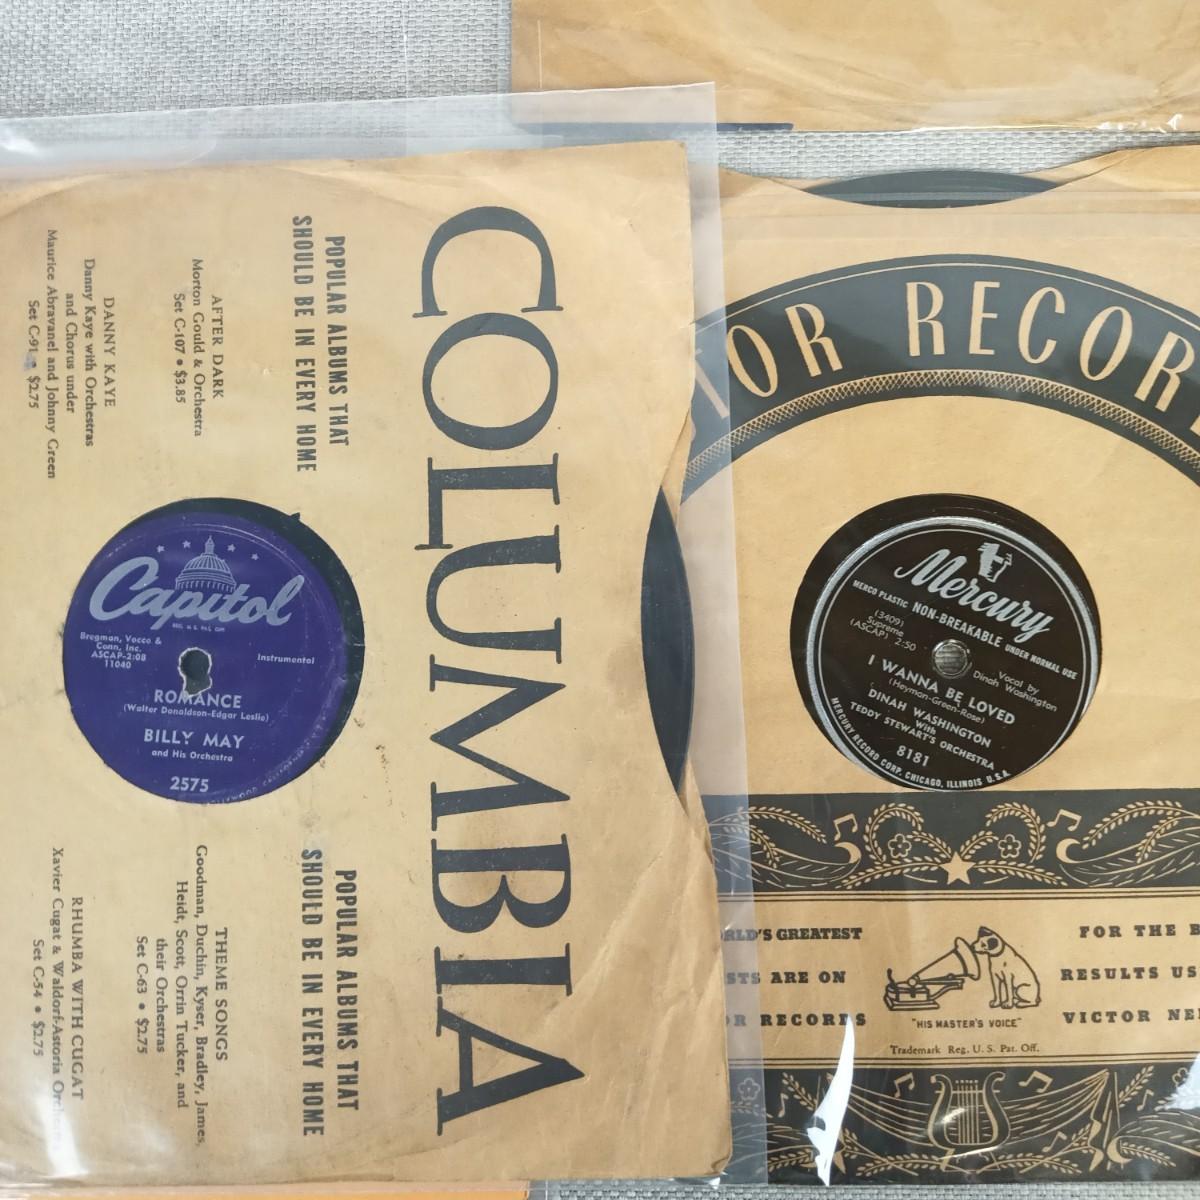 COLUMBIA
POPULAR ALBUMS THAT
SHOULD BE IN EVERY HOME
AFTER DARK
Morton Gould & Orchestra
Set C-107 • $3.85
DANNY KAYE
Danny Kaye with Orchestras
and Chorus under
Maurice Abravanel and Johnny Green
Set C-91 • $2.75
POPULAR ALBUMS THAT
SHOULD BE IN EVERY HOME
THEME SONGS
Goodman, Duchin, Kyser, Bradley, James,
Heidt, Scott, Orrin Tucker, and
their Orchestras
Set C-63 • $2.75
RHUMBA WITH CUGAT
Xavier Cugat & Waldorf-Astoria
Set C-54 • $2.75
Capitol
REG. U.S. PAT. OFF.
Bregman, Vocco &
Conn, Inc.
ASCAP-2:08
11040
Instrumental
ROMANCE
(Walter Donaldson-Edgar Leslie)
BILLY MAY
and His Orchestra
2575
TOR RECOR
Mercury
MERCO PLASTIC NON-BREAKABLE UNDER NORMAL USE
(3409)
Supreme
(ASCAP) 2:50
Vocal by
Dinah Washington
I WANNA BE LOVED
(Heyman-Green-Rose)
DINAH WASHINGTON
With
TEDDY STEWART'S ORCHESTRA
8181
MERCURY RECORD CORP. CHICAGO, ILLINOIS U.S.A.
RLD'S GREATEST
STS ARE ON
R RECORDS
"HIS MASTER'S VOICE"
Trademark Reg. U. S. Pat. Off.
FOR THE B
RESULTS US
VICTOR NE